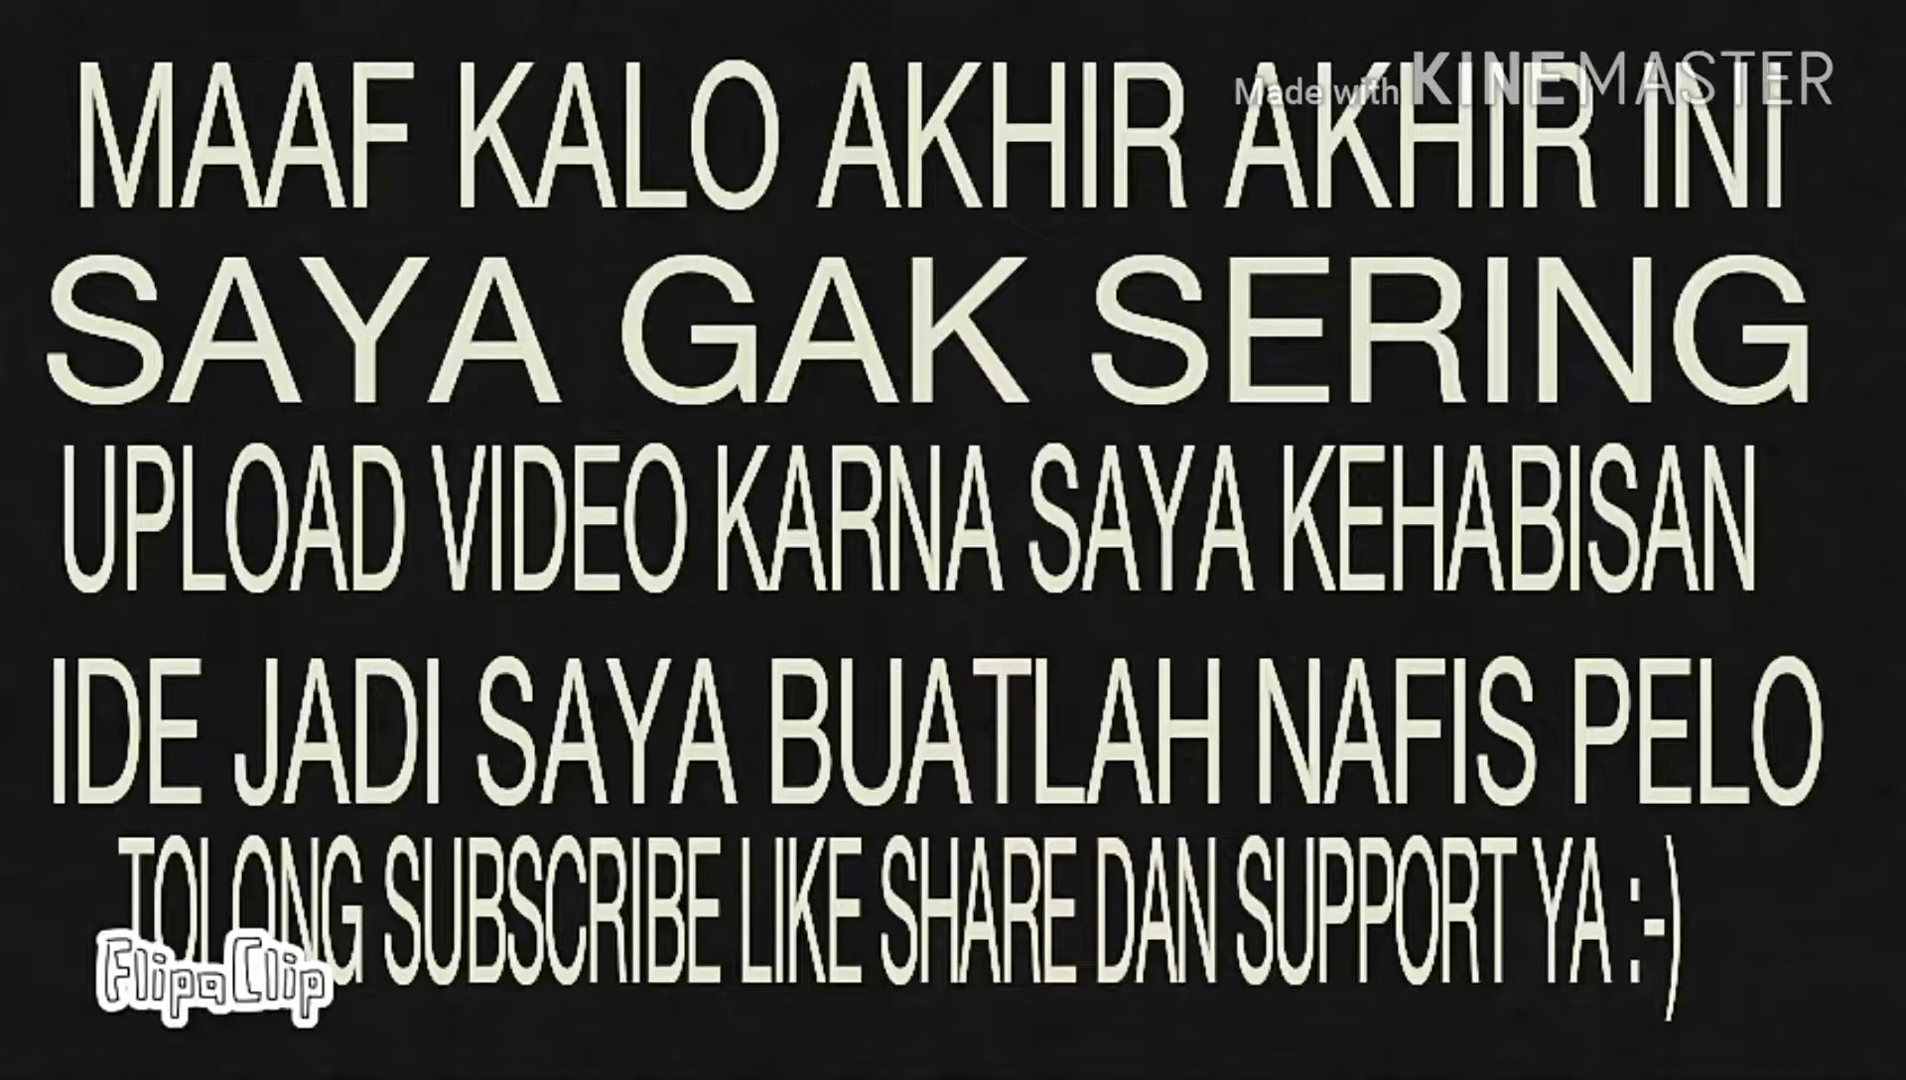 Made with KINEMASTER
MAAF KALO AKHIR AKHIR INI
SAYA GAK SERING
UPLOAD VIDEO KARNA SAYA KEHABISAN
IDE JADI SAYA BUATLAH NAFIS PELO
TOLONG SUBSCRIBE LIKE SHARE DAN SUPPORT YA :-)
FlipaClip